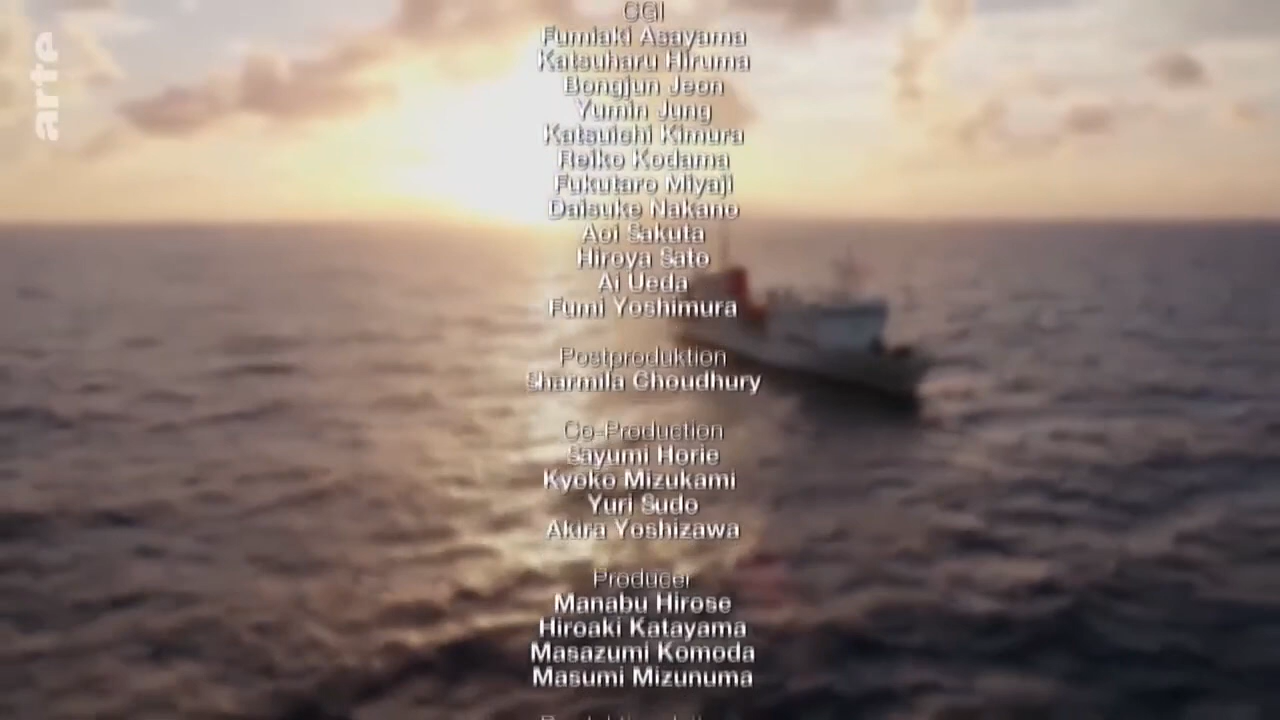 arte
CGI
Fumiaki Asayama
Katsuharu Hiruma
Bongjun Jeon
Yumin Jung
Katsuichi Kimura
Reiko Kodama
Fukutaro Miyaji
Daisuke Nakano
Aoi Sakuta
Hiroya Sato
Ai Ueda
Fumi Yoshimura
Postproduktion
Sharmila Choudhury
Co-Production
Sayumi Horie
Kyoko Mizukami
Yuri Sudo
Akira Yoshizawa
Producer
Manabu Hirose
Hiroaki Katayama
Masazumi Komoda
Masumi Mizunuma